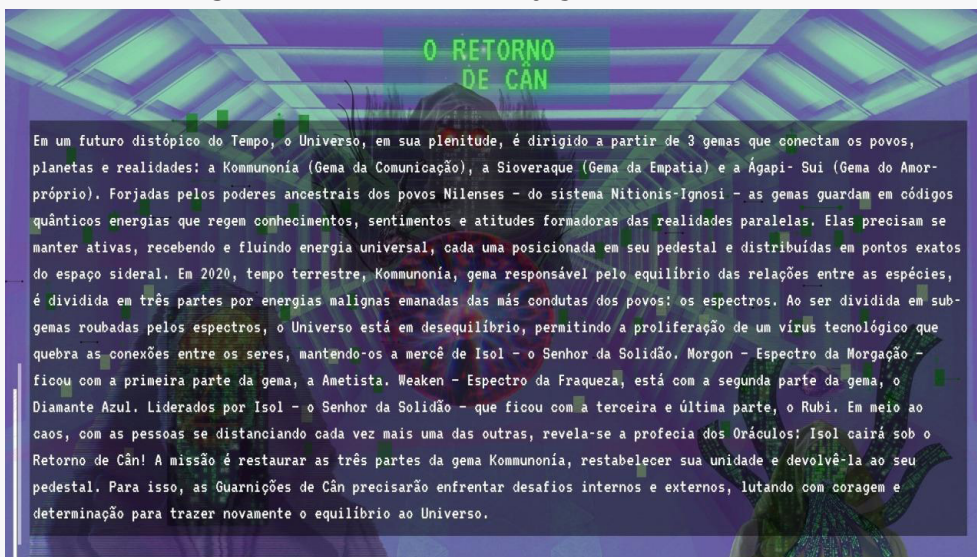 O RETORNO
DE CÂN
Em um futuro distópico do Tempo, o Universo, em sua plenitude, é dirigido a partir de 3 gemas que conectam os povos,
planetas e realidades: a Kommunonía (Gema da Comunicação), a Sioveraque (Gema da Empatia) e a Ágapi- Sui (Gema do Amor-
próprio). Forjadas pelos poderes ancestrais dos povos Nilenses – do sistema Nitionis-Ignosi – as gemas guardam em códigos
quânticos energias que regem conhecimentos, sentimentos e atitudes formadoras das realidades paralelas. Elas precisam se
manter ativas, recebendo e fluindo energia universal, cada uma posicionada em seu pedestal e distribuídas em pontos exatos
do espaço sideral. Em 2020, tempo terrestre, Kommunonía, gema responsável pelo equilíbrio das relações entre as espécies,
é dividida em três partes por energias malignas emanadas das más condutas dos povos: os espectros. Ao ser dividida em sub-
gemas roubadas pelos espectros, o Universo está em desequilíbrio, permitindo a proliferação de um vírus tecnológico que
quebra as conexões entre os seres, mantendo-os a mercê de Isol – o Senhor da Solidão. Morgon – Espectro da Morgação –
ficou com a primeira parte da gema, a Ametista. Weaken – Espectro da Fraqueza, está com a segunda parte da gema, o
Diamante Azul. Liderados por Isol – o Senhor da Solidão – que ficou com a terceira e última parte, o Rubi. Em meio ao
caos, com as pessoas se distanciando cada vez mais uma das outras, revela-se a profecia dos Oráculos: Isol cairá sob o
Retorno de Cân! A missão é restaurar as três partes da gema Kommunonía, restabelecer sua unidade e devolvê-la ao seu
pedestal. Para isso, as Guarnições de Cân precisarão enfrentar desafios internos e externos, lutando com coragem e
determinação para trazer novamente o equilíbrio ao Universo.